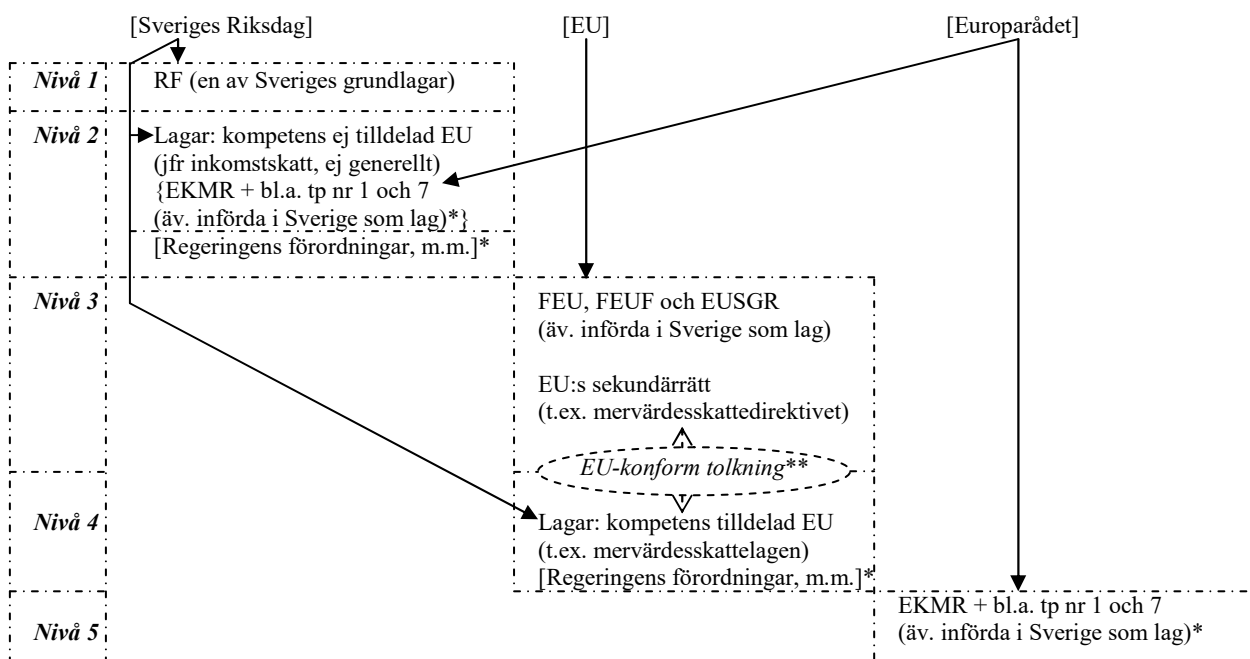 [Sveriges Riksdag] [EU] [Europarådet]
Nivå 1 RF (en av Sveriges grundlagar)
Nivå 2 Lagar: kompetens ej tilldelad EU
(jfr inkomstskatt, ej generellt)
{EKMR + bl.a. tp nr 1 och 7
(äv. införda i Sverige som lag)*}
[Regeringens förordningar, m.m.]*
Nivå 3 FEU, FEUF och EUSGR
(äv. införda i Sverige som lag)
EU:s sekundärrätt
(t.ex. mervärdesskattedirektivet)
EU-konform tolkning**
Nivå 4 Lagar: kompetens tilldelad EU
(t.ex. mervärdesskattelagen)
[Regeringens förordningar, m.m.]*
EKMR + bl.a. tp nr 1 och 7
Nivå 5 (äv. införda i Sverige som lag)*